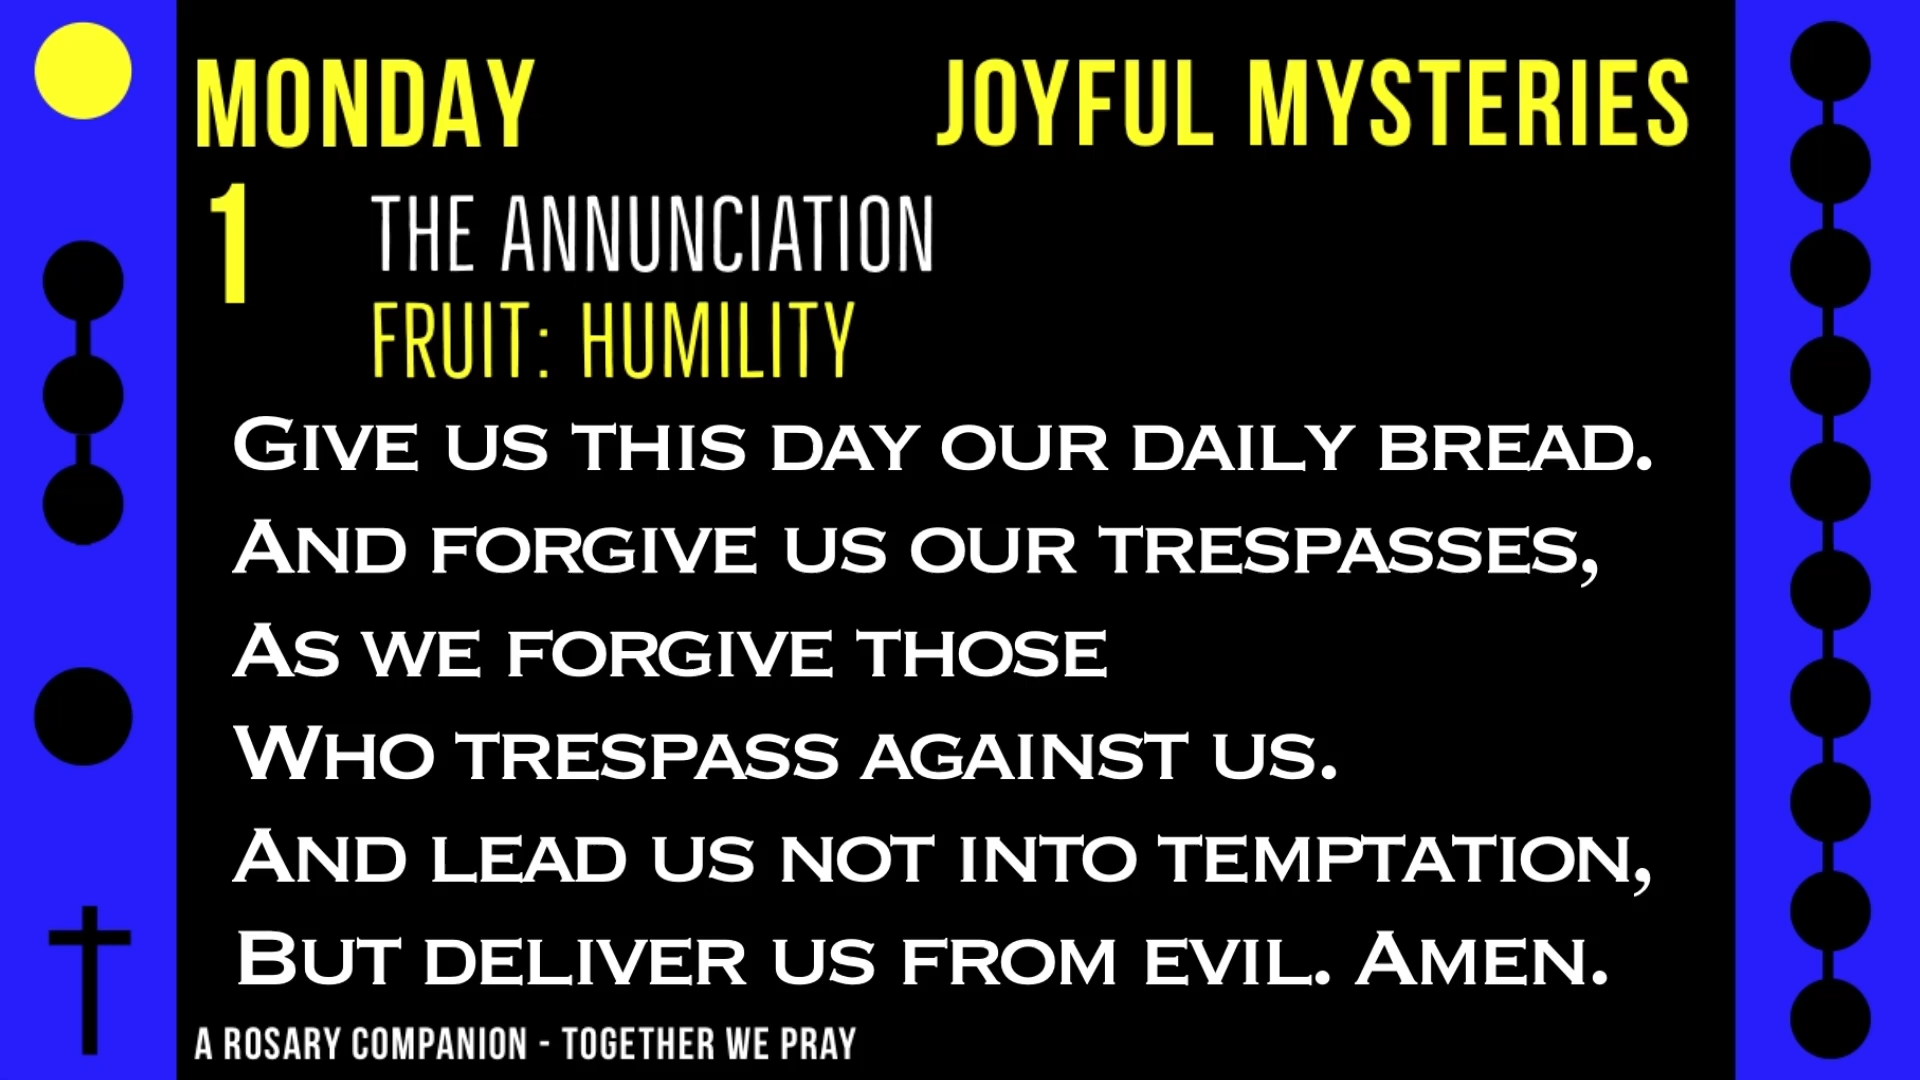 MONDAY JOYFUL MYSTERIES
1 THE ANNUNCIATION
FRUIT: HUMILITY
GIVE US THIS DAY OUR DAILY BREAD.
AND FORGIVE US OUR TRESPASSES,
AS WE FORGIVE THOSE
WHO TRESPASS AGAINST US.
AND LEAD US NOT INTO TEMPTATION,
BUT DELIVER US FROM EVIL. AMEN.
A ROSARY COMPANION - TOGETHER WE PRAY